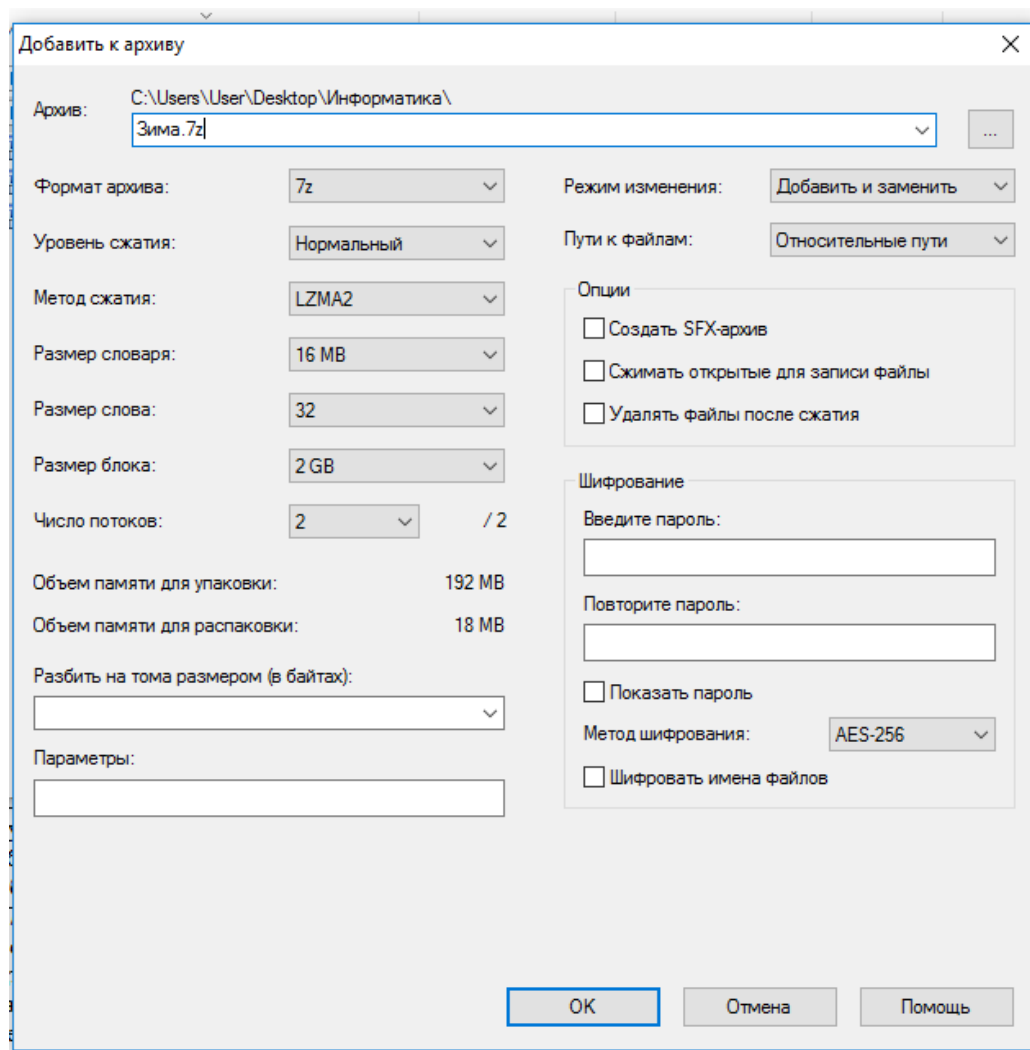 Добавить к архиву
C:\Users\User\Desktop\Информатика\
Архив:
Зима.7z
...
Формат архива:
7z
Уровень сжатия:
Нормальный
Метод сжатия:
LZMA2
Размер словаря:
16 MB
Размер слова:
32
Размер блока:
2 GB
Число потоков:
2
/ 2
Объем памяти для упаковки:
192 MB
Объем памяти для распаковки:
18 MB
Разбить на тома размером (в байтах):
Параметры:
Режим изменения:
Добавить и заменить
Пути к файлам:
Относительные пути
Опции
Создать SFX-архив
Сжимать открытые для записи файлы
Удалять файлы после сжатия
Шифрование
Введите пароль:
Повторите пароль:
Показать пароль
Метод шифрования:
AES-256
Шифровать имена файлов
OK
Отмена
Помощь